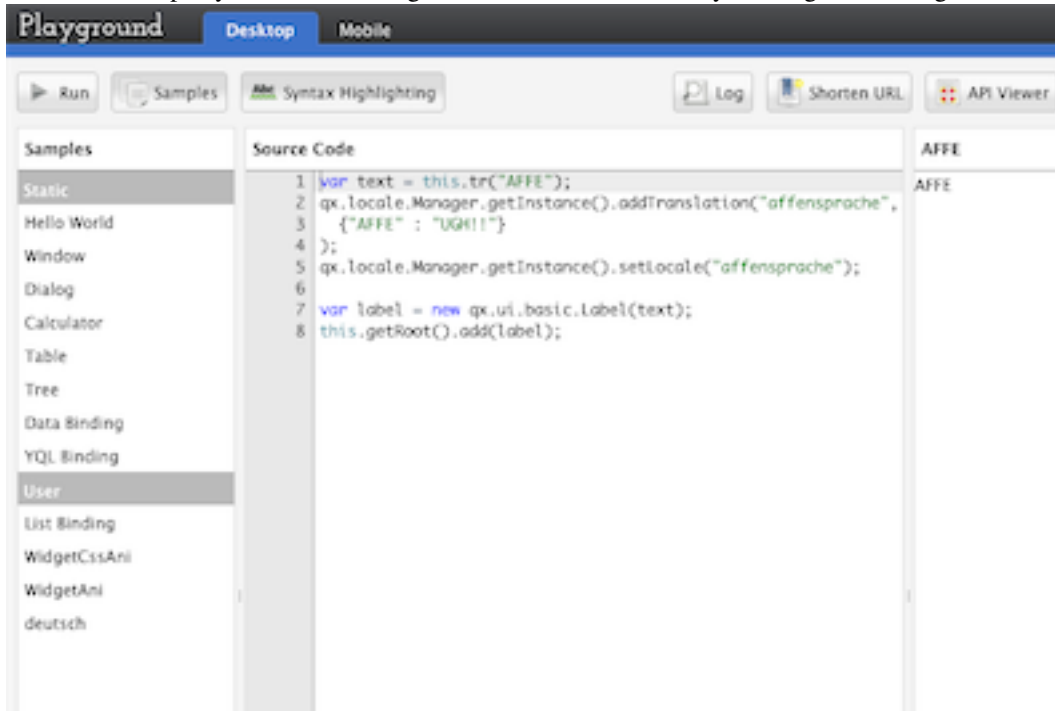 Playground Desktop Mobile
Run Samples Syntax Highlighting Log Shorten URL API Viewer
Samples
Static
Hello World
Window
Dialog
Calculator
Table
Tree
Data Binding
YQL Binding
User
List Binding
WidgetCssAni
WidgetAni
deutsch
Source Code
1 var text = this.tr("AFFE");
2 qx.locale.Manager.getInstance().addTranslation("affensprache",
3 {"AFFE" : "UGH!!"}
4 );
5 qx.locale.Manager.getInstance().setLocale("affensprache");
6
7 var label = new qx.ui.basic.Label(text);
8 this.getRoot().add(label);
AFFE
AFFE